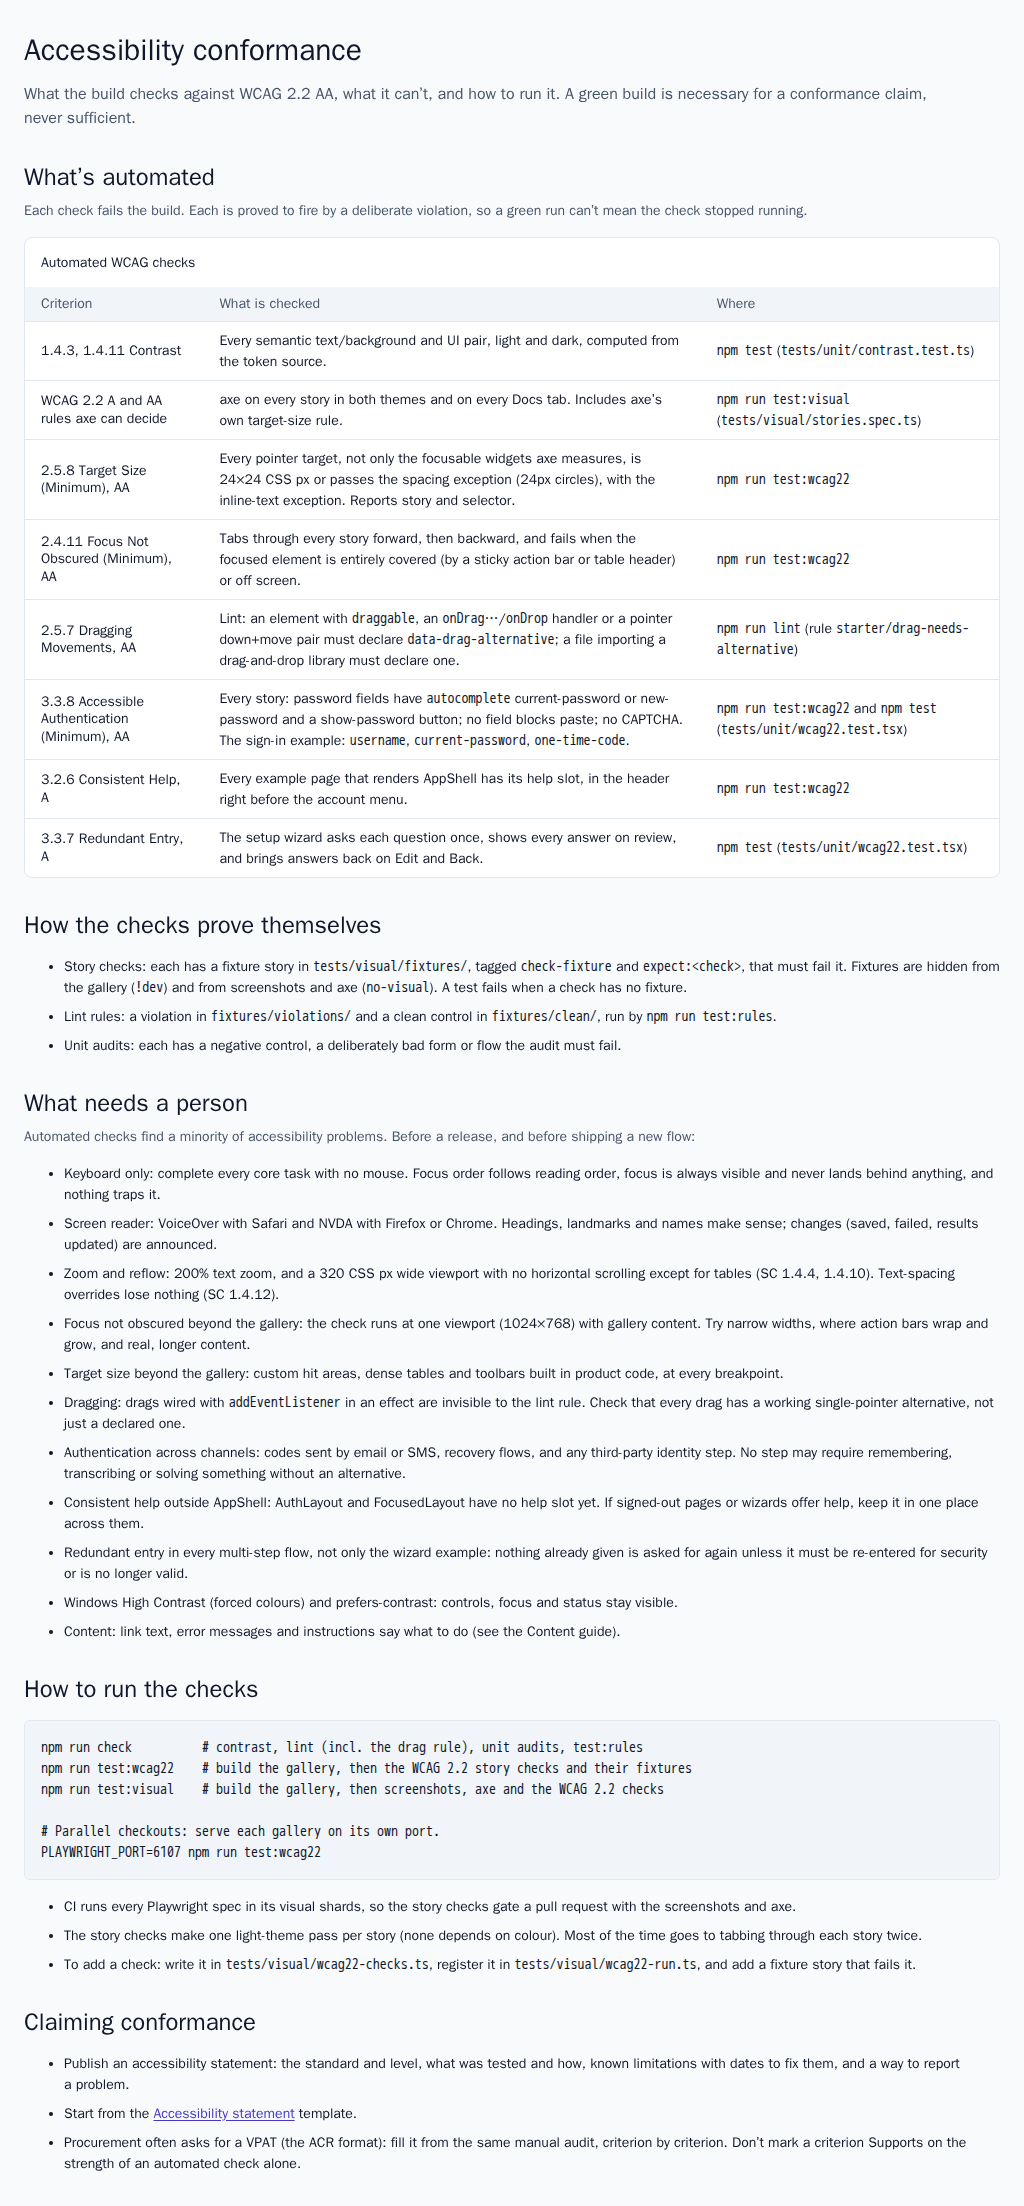 Accessibility conformance
What the build checks against WCAG 2.2 AA, what it can’t, and how to run it. A green build is necessary for a conformance claim,
never sufficient.
What’s automated
Each check fails the build. Each is proved to fire by a deliberate violation, so a green run can’t mean the check stopped running.
Automated WCAG checks
Criterion
What is checked
Where
1.4.3, 1.4.11 Contrast
Every semantic text/background and UI pair, light and dark, computed from
the token source.
npm test (tests/unit/contrast.test.ts)
WCAG 2.2 A and AA
rules axe can decide
axe on every story in both themes and on every Docs tab. Includes axe’s
own target-size rule.
npm run test:visual
(tests/visual/stories.spec.ts)
2.5.8 Target Size
(Minimum), AA
Every pointer target, not only the focusable widgets axe measures, is
24×24 CSS px or passes the spacing exception (24px circles), with the
inline-text exception. Reports story and selector.
npm run test:wcag22
2.4.11 Focus Not
Obscured (Minimum),
AA
Tabs through every story forward, then backward, and fails when the
focused element is entirely covered (by a sticky action bar or table header)
or off screen.
npm run test:wcag22
2.5.7 Dragging
Movements, AA
Lint: an element with draggable, an onDrag…/onDrop handler or a pointer
down+move pair must declare data-drag-alternative; a file importing a
drag-and-drop library must declare one.
npm run lint (rule starter/drag-needs-
alternative)
3.3.8 Accessible
Authentication
(Minimum), AA
Every story: password fields have autocomplete current-password or new-
password and a show-password button; no field blocks paste; no CAPTCHA.
The sign-in example: username, current-password, one-time-code.
npm run test:wcag22 and npm test
(tests/unit/wcag22.test.tsx)
3.2.6 Consistent Help,
A
Every example page that renders AppShell has its help slot, in the header
right before the account menu.
npm run test:wcag22
3.3.7 Redundant Entry,
A
The setup wizard asks each question once, shows every answer on review,
and brings answers back on Edit and Back.
npm test (tests/unit/wcag22.test.tsx)
How the checks prove themselves
• Story checks: each has a fixture story in tests/visual/fixtures/, tagged check-fixture and expect:<check>, that must fail it. Fixtures are hidden from
the gallery (!dev) and from screenshots and axe (no-visual). A test fails when a check has no fixture.
• Lint rules: a violation in fixtures/violations/ and a clean control in fixtures/clean/, run by npm run test:rules.
• Unit audits: each has a negative control, a deliberately bad form or flow the audit must fail.
What needs a person
Automated checks find a minority of accessibility problems. Before a release, and before shipping a new flow:
• Keyboard only: complete every core task with no mouse. Focus order follows reading order, focus is always visible and never lands behind anything, and
nothing traps it.
• Screen reader: VoiceOver with Safari and NVDA with Firefox or Chrome. Headings, landmarks and names make sense; changes (saved, failed, results
updated) are announced.
• Zoom and reflow: 200% text zoom, and a 320 CSS px wide viewport with no horizontal scrolling except for tables (SC 1.4.4, 1.4.10). Text-spacing
overrides lose nothing (SC 1.4.12).
• Focus not obscured beyond the gallery: the check runs at one viewport (1024×768) with gallery content. Try narrow widths, where action bars wrap and
grow, and real, longer content.
• Target size beyond the gallery: custom hit areas, dense tables and toolbars built in product code, at every breakpoint.
• Dragging: drags wired with addEventListener in an effect are invisible to the lint rule. Check that every drag has a working single-pointer alternative, not
just a declared one.
• Authentication across channels: codes sent by email or SMS, recovery flows, and any third-party identity step. No step may require remembering,
transcribing or solving something without an alternative.
• Consistent help outside AppShell: AuthLayout and FocusedLayout have no help slot yet. If signed-out pages or wizards offer help, keep it in one place
across them.
• Redundant entry in every multi-step flow, not only the wizard example: nothing already given is asked for again unless it must be re-entered for security
or is no longer valid.
• Windows High Contrast (forced colours) and prefers-contrast: controls, focus and status stay visible.
• Content: link text, error messages and instructions say what to do (see the Content guide).
How to run the checks
npm run check # contrast, lint (incl. the drag rule), unit audits, test:rules
npm run test:wcag22 # build the gallery, then the WCAG 2.2 story checks and their fixtures
npm run test:visual # build the gallery, then screenshots, axe and the WCAG 2.2 checks
# Parallel checkouts: serve each gallery on its own port.
PLAYWRIGHT_PORT=6107 npm run test:wcag22
• CI runs every Playwright spec in its visual shards, so the story checks gate a pull request with the screenshots and axe.
• The story checks make one light-theme pass per story (none depends on colour). Most of the time goes to tabbing through each story twice.
• To add a check: write it in tests/visual/wcag22-checks.ts, register it in tests/visual/wcag22-run.ts, and add a fixture story that fails it.
Claiming conformance
• Publish an accessibility statement: the standard and level, what was tested and how, known limitations with dates to fix them, and a way to report
a problem.
• Start from the Accessibility statement template.
• Procurement often asks for a VPAT (the ACR format): fill it from the same manual audit, criterion by criterion. Don’t mark a criterion Supports on the
strength of an automated check alone.